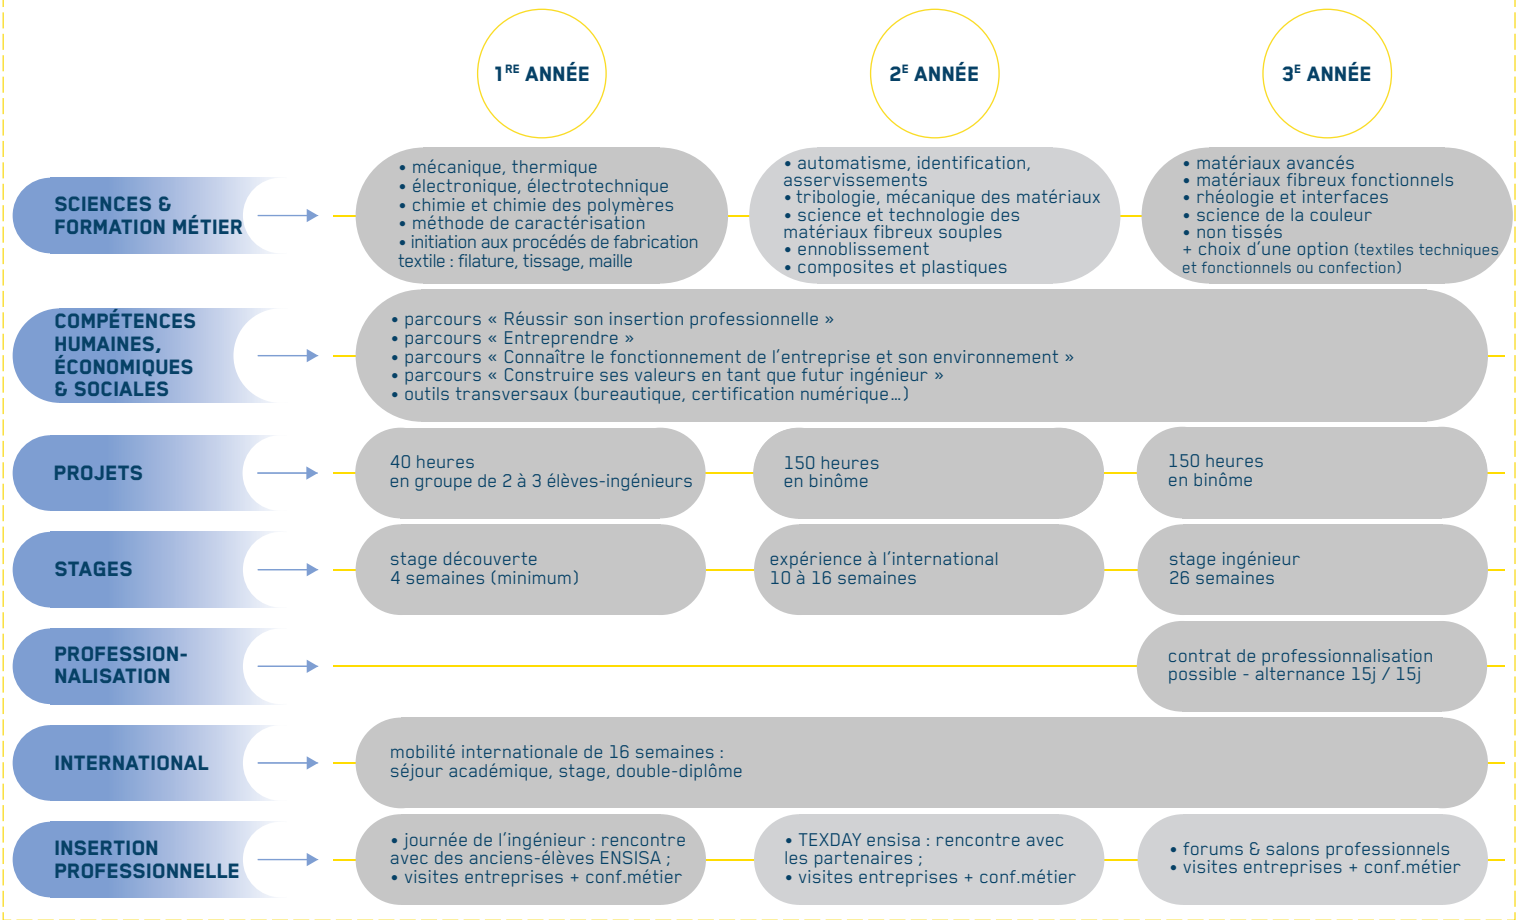 1RE ANNÉE
2E ANNÉE
3E ANNÉE
SCIENCES &
FORMATION MÉTIER
• mécanique, thermique
• électronique, électrotechnique
• chimie et chimie des polymères
• méthode de caractérisation
• initiation aux procédés de fabrication
textile : filature, tissage, maille
• automatisme, identification,
asservissements
• tribologie, mécanique des matériaux
• science et technologie des
matériaux fibreux souples
• ennoblissement
• composites et plastiques
• matériaux avancés
• matériaux fibreux fonctionnels
• rhéologie et interfaces
• science de la couleur
• non tissés
+ choix d'une option (textiles techniques
et fonctionnels ou confection)
COMPÉTENCES
HUMAINES,
ÉCONOMIQUES
& SOCIALES
• parcours « Réussir son insertion professionnelle »
• parcours « Entreprendre »
• parcours « Connaître le fonctionnement de l'entreprise et son environnement »
• parcours « Construire ses valeurs en tant que futur ingénieur »
• outils transversaux (bureautique, certification numérique…)
PROJETS
40 heures
en groupe de 2 à 3 élèves-ingénieurs
150 heures
en binôme
150 heures
en binôme
STAGES
stage découverte
4 semaines (minimum)
expérience à l'international
10 à 16 semaines
stage ingénieur
26 semaines
PROFESSION-
NALISATION
contrat de professionnalisation
possible - alternance 15j / 15j
INTERNATIONAL
mobilité internationale de 16 semaines :
séjour académique, stage, double-diplôme
INSERTION
PROFESSIONNELLE
• journée de l'ingénieur : rencontre
avec des anciens-élèves ENSISA ;
• visites entreprises + conf.métier
• TEXDAY ensisa : rencontre avec
les partenaires ;
• visites entreprises + conf.métier
• forums & salons professionnels
• visites entreprises + conf.métier